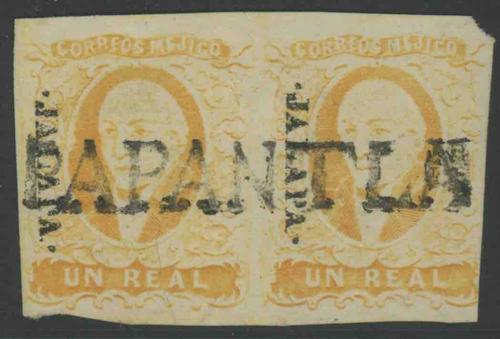 CORREOS MEJICO CORREOS MEJICO
·JALAPA· ·JALAPA·
PAPANTLA
UN REAL UN REAL